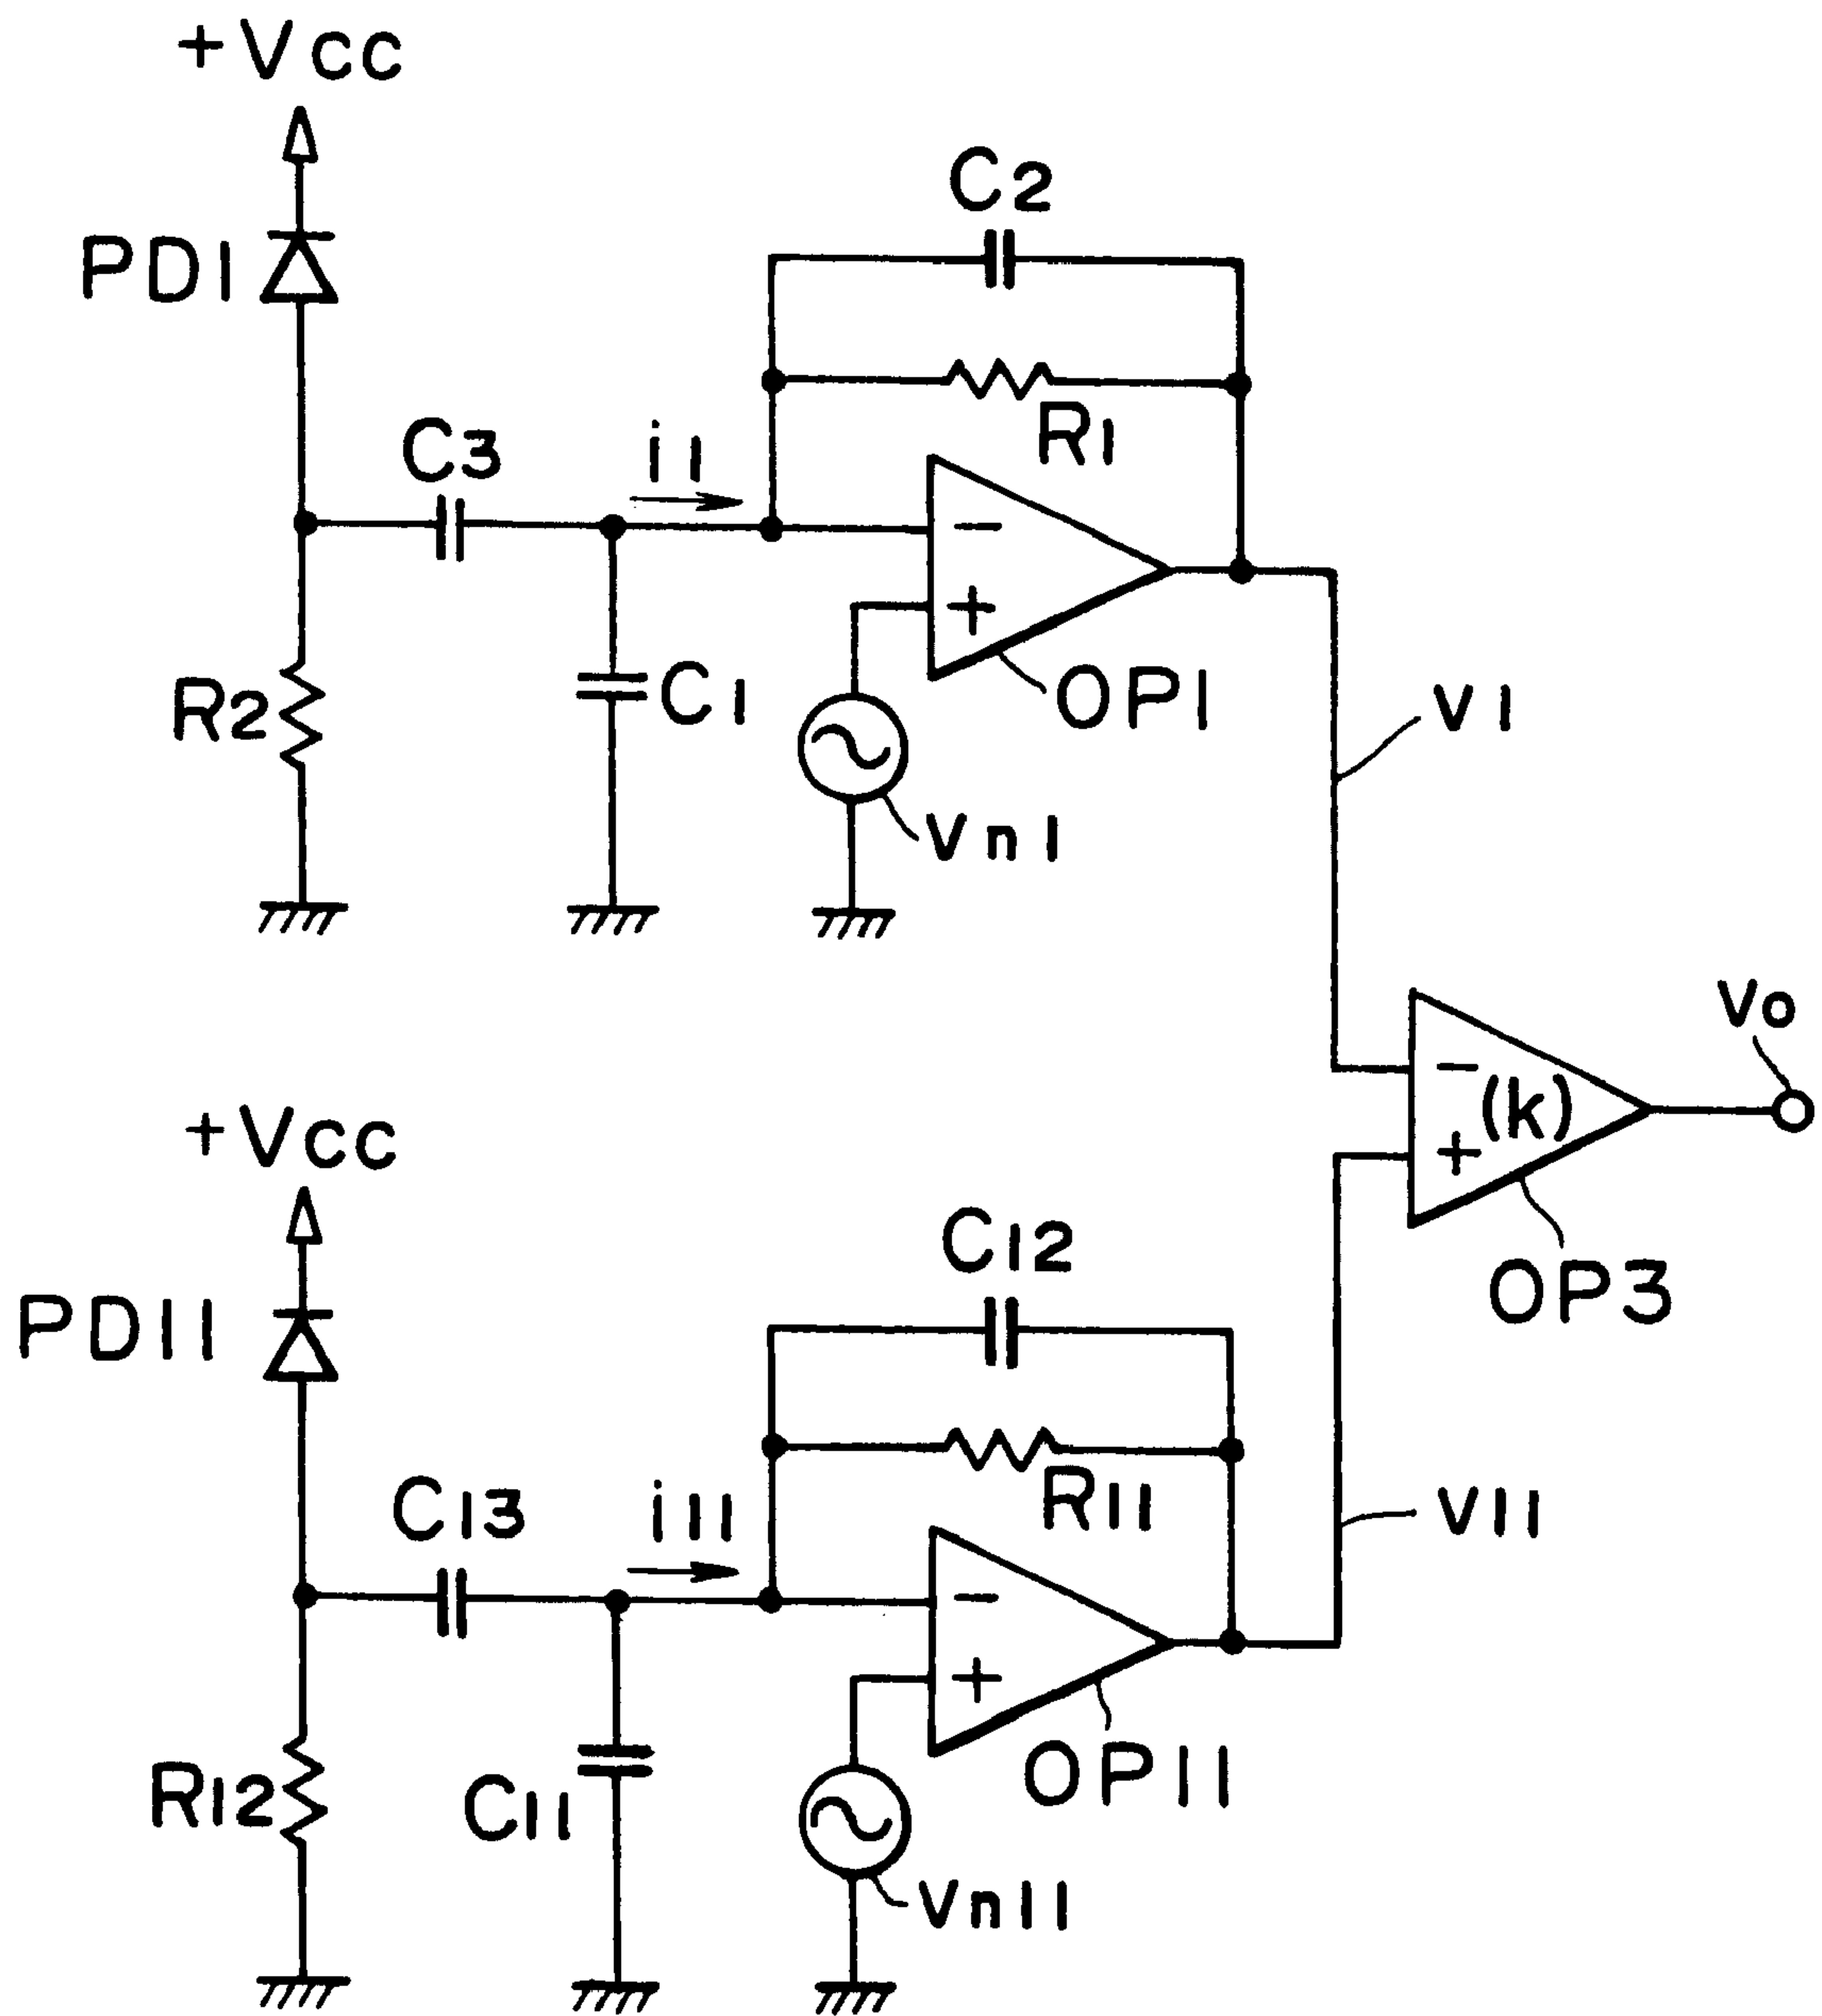 +Vcc
PD1
C2
R1
C3
i1
R2
C1
OP1
Vn1
v1
−
+
Vo
−
(k)
+
OP3
+Vcc
PD11
C12
R11
C13
i11
v11
−
+
R12
C11
OP11
Vn11